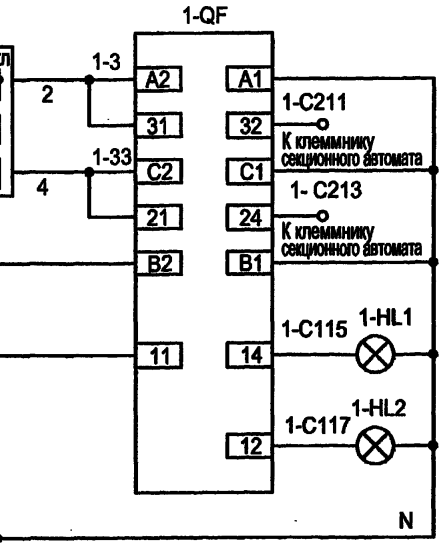 1-QF
кл
1-3
2
A2
A1
31
32
1-C211
К клеммнику
секционного автомата
1-33
4
C2
C1
21
24
1- C213
К клеммнику
секционного автомата
B2
B1
11
14
1-C115
1-HL1
12
1-C117
1-HL2
N